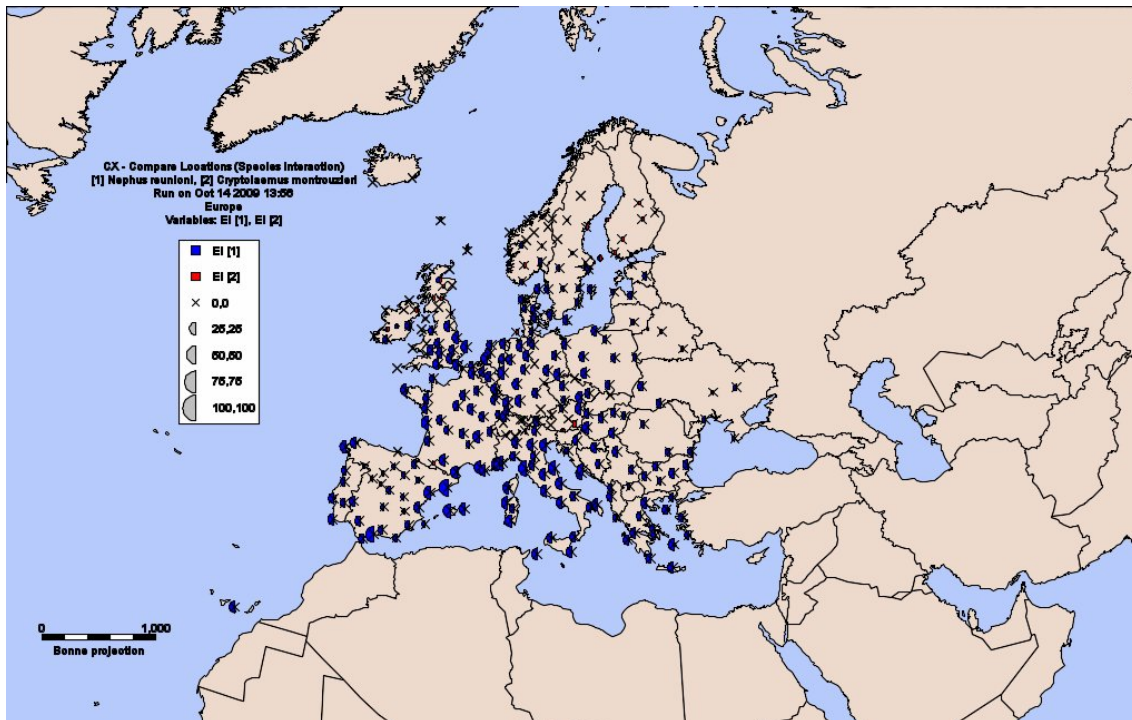 CX - Compare Locations (Species Interaction)
[1] Nephus reunioni, [2] Cryptolaemus montrouzieri
Run on Oct 14 2009 13:56
Europe
Variables: EI [1], EI [2]
EI [1]
EI [2]
0,0
25,25
50,50
75,75
100,100
0 1,000
Bonne projection